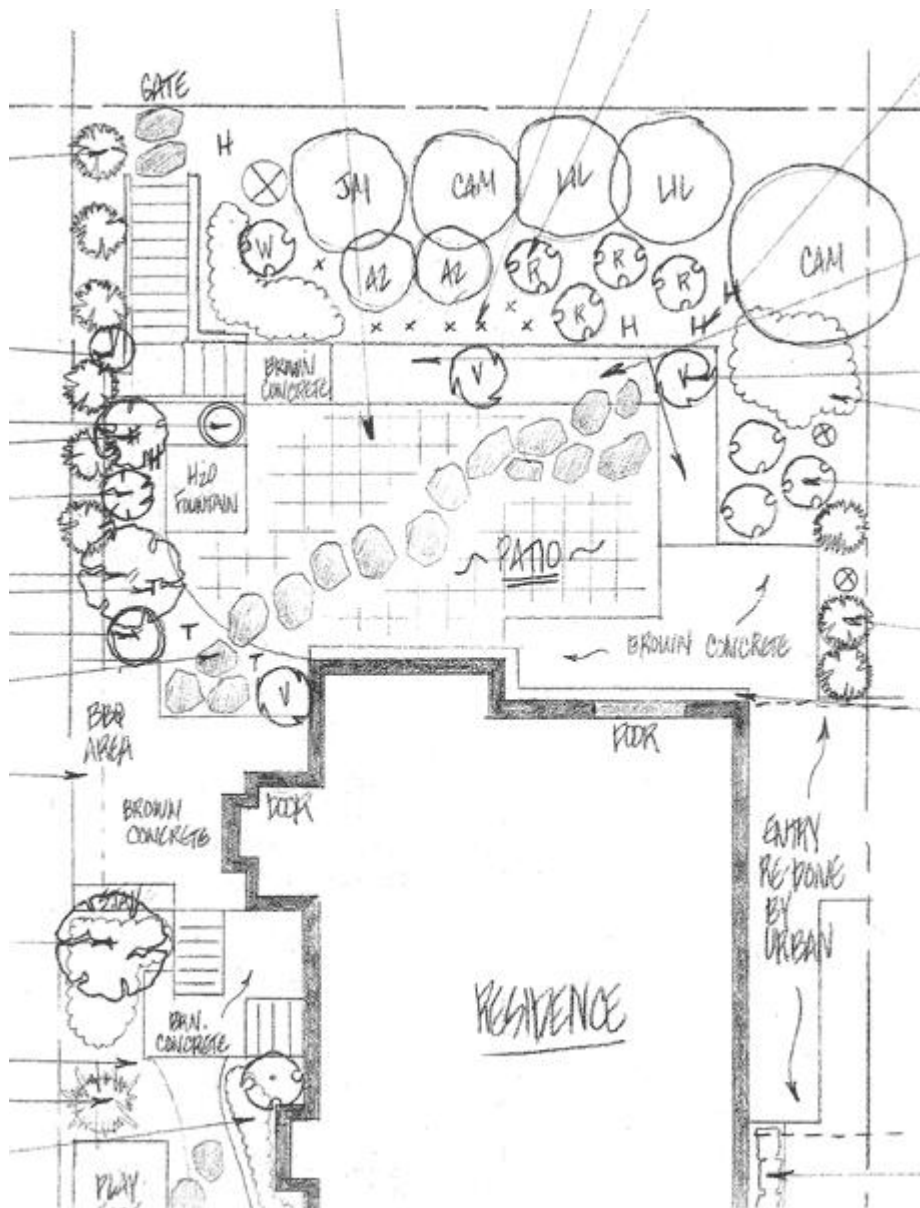 GATE
H
JM
CAM
LIL
LIL
CAM
W
AZ
AZ
R
R
R
R
H
x
x
x x x x x
H
H
BROWN
CONCRETE
V
V
H2O
FOUNTAIN
H
PATIO
T
T
T
V
BROWN CONCRETE
BBQ
AREA
DOOR
DOOR
BROWN
CONCRETE
ENTRY
RE-DONE
BY
URBAN
RESIDENCE
BRN.
CONCRETE
PLAY